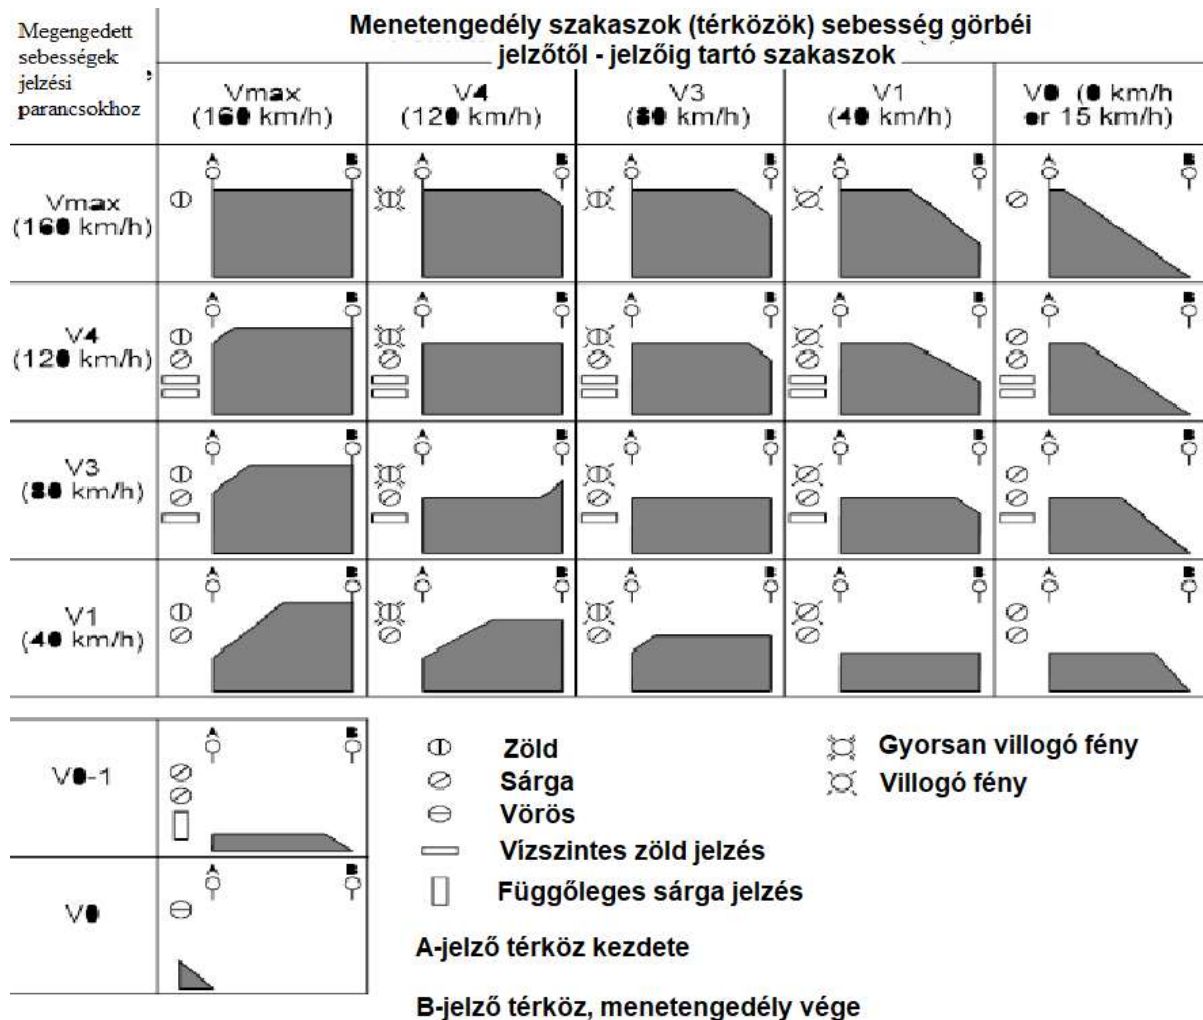 Megengedett
sebességek
jelzési
parancsokhoz
Menetengedély szakaszok (térközök) sebesség görbéi
jelzőtől - jelzőig tartó szakaszok
Vmax
(160 km/h)
V4
(120 km/h)
V3
(80 km/h)
V1
(40 km/h)
V0 (0 km/h
or 15 km/h)
Vmax
(160 km/h)
A B A B A B A B A B
V4
(120 km/h)
A B A B A B A B A B
V3
(80 km/h)
A B A B A B A B A B
V1
(40 km/h)
A B A B A B A B A B
V0-1
A B
V0
A B
Zöld
Sárga
Vörös
Vízszintes zöld jelzés
Függőleges sárga jelzés
Gyorsan villogó fény
Villogó fény
A-jelző térköz kezdete
B-jelző térköz, menetengedély vége